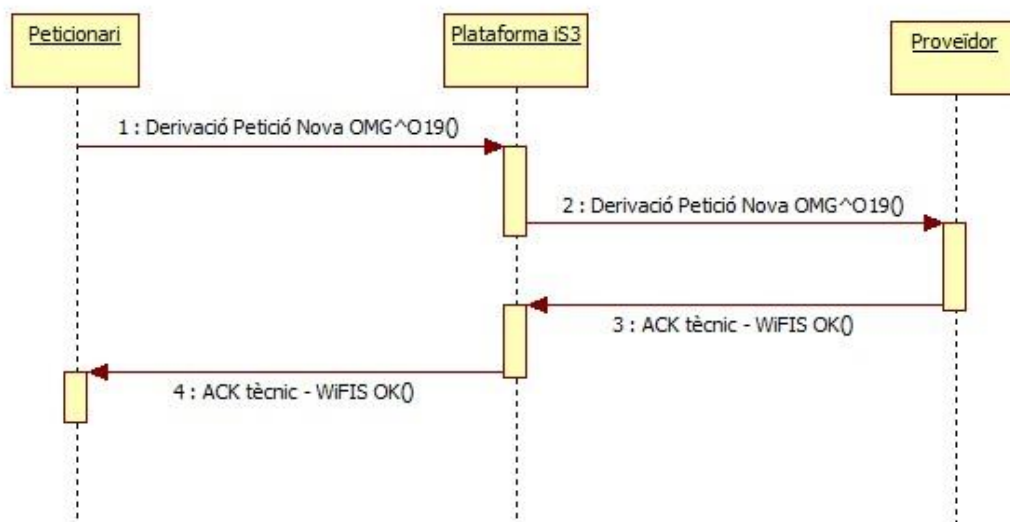 Peticionari
Plataforma iS3
Proveïdor
1 : Derivació Petició Nova OMG^O19()
2 : Derivació Petició Nova OMG^O19()
3 : ACK tècnic - WiFIS OK()
4 : ACK tècnic - WiFIS OK()